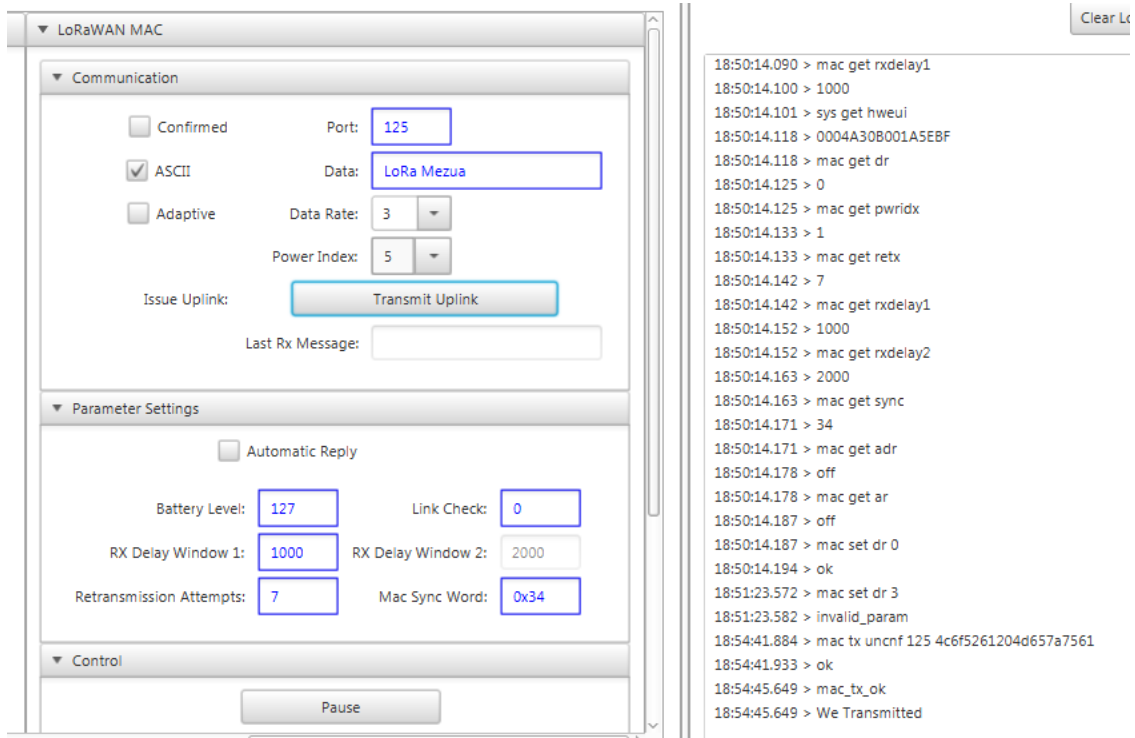 LoRaWAN MAC
Communication
Confirmed Port: 125
ASCII Data: LoRa Mezua
Adaptive Data Rate: 3
Power Index: 5
Issue Uplink: Transmit Uplink
Last Rx Message:
Parameter Settings
Automatic Reply
Battery Level: 127 Link Check: 0
RX Delay Window 1: 1000 RX Delay Window 2: 2000
Retransmission Attempts: 7 Mac Sync Word: 0x34
Control
Pause
Clear Lo
18:50:14.090 > mac get rxdelay1
18:50:14.100 > 1000
18:50:14.101 > sys get hweui
18:50:14.118 > 0004A30B001A5EBF
18:50:14.118 > mac get dr
18:50:14.125 > 0
18:50:14.125 > mac get pwridx
18:50:14.133 > 1
18:50:14.133 > mac get retx
18:50:14.142 > 7
18:50:14.142 > mac get rxdelay1
18:50:14.152 > 1000
18:50:14.152 > mac get rxdelay2
18:50:14.163 > 2000
18:50:14.163 > mac get sync
18:50:14.171 > 34
18:50:14.171 > mac get adr
18:50:14.178 > off
18:50:14.178 > mac get ar
18:50:14.187 > off
18:50:14.187 > mac set dr 0
18:50:14.194 > ok
18:51:23.572 > mac set dr 3
18:51:23.582 > invalid_param
18:54:41.884 > mac tx uncnf 125 4c6f5261204d657a7561
18:54:41.933 > ok
18:54:45.649 > mac_tx_ok
18:54:45.649 > We Transmitted